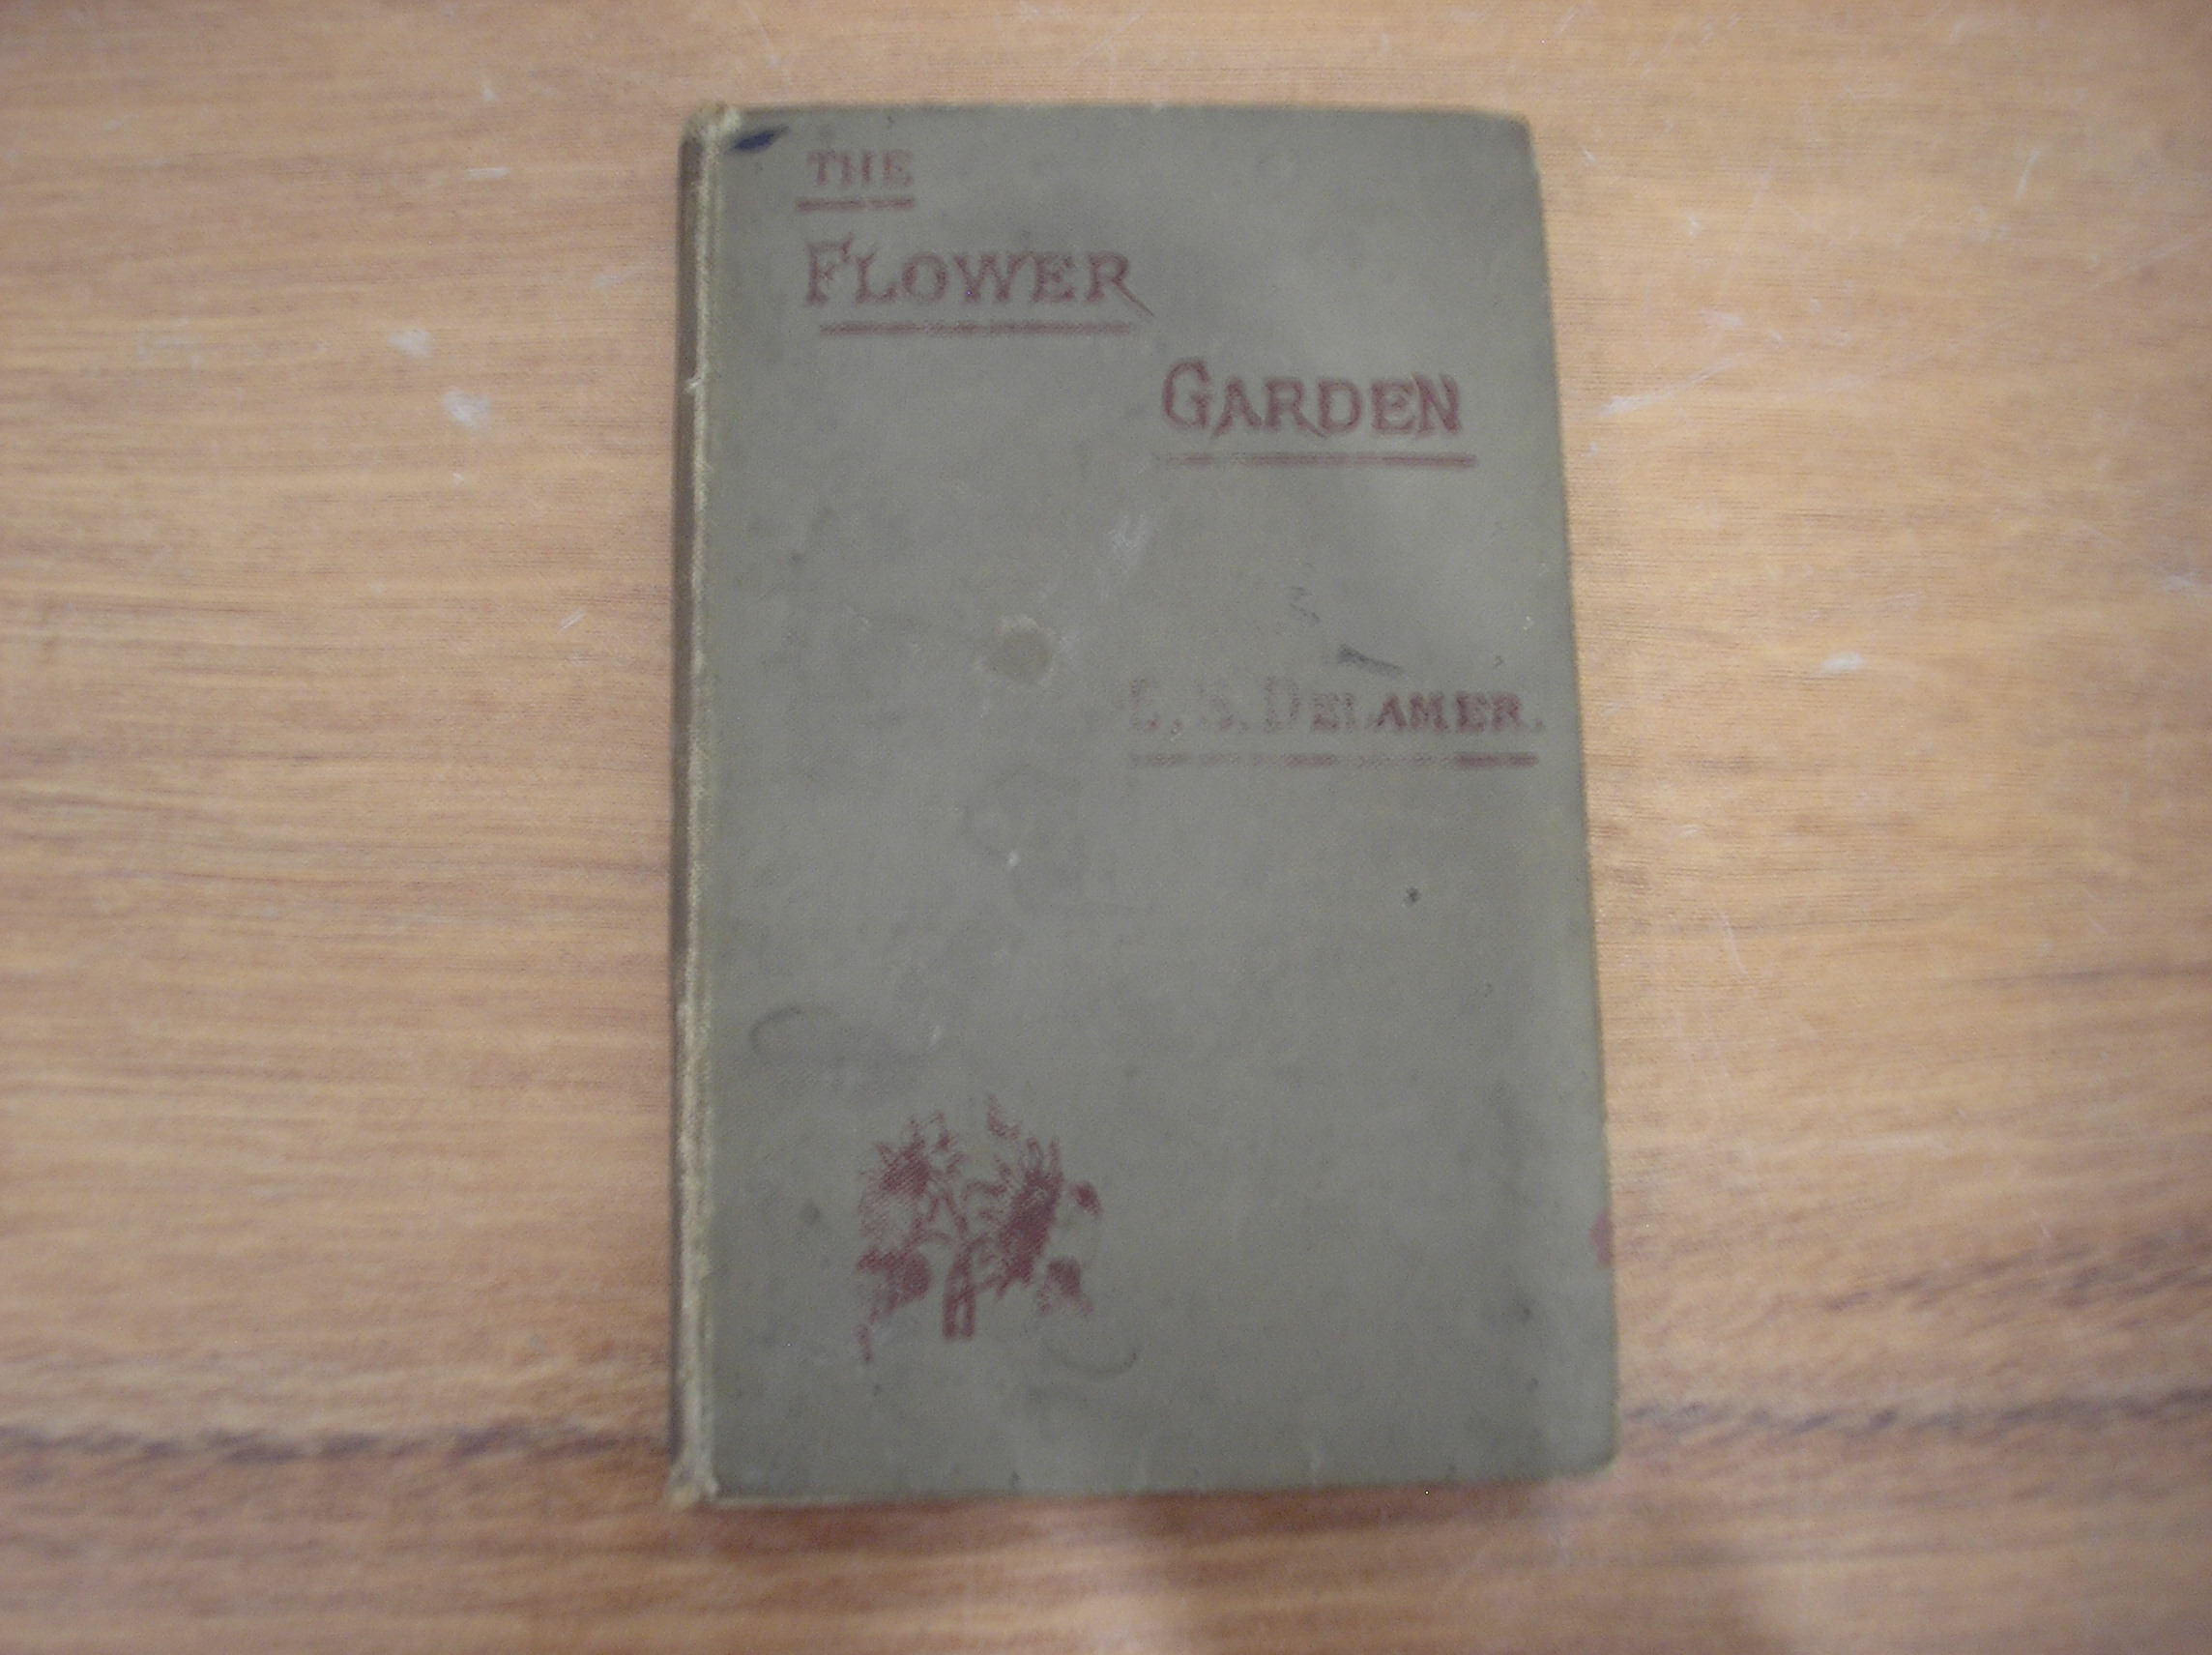 THE
FLOWER
GARDEN
E. S. DELAMER.